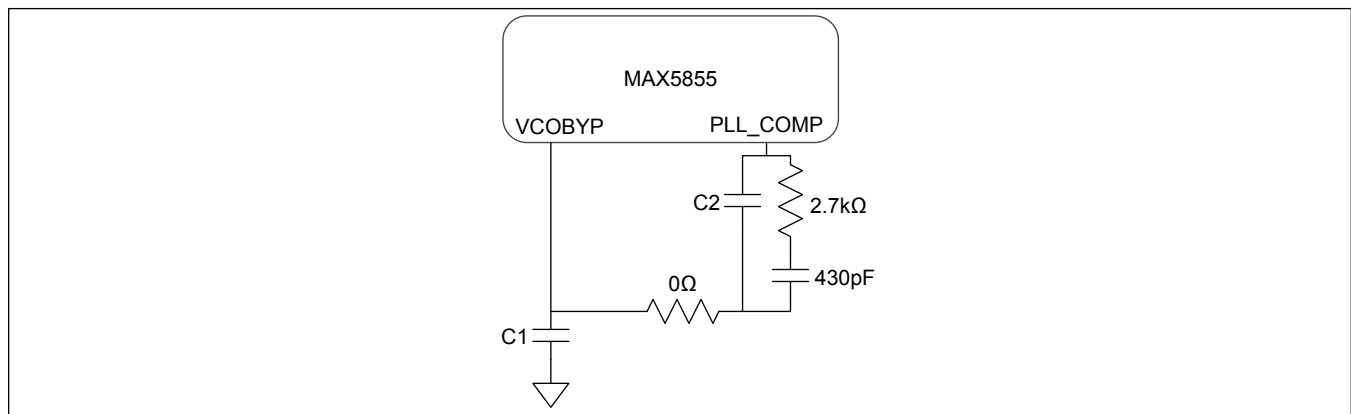 MAX5855
VCOBYP
PLL_COMP
C2
2.7kΩ
430pF
0Ω
C1